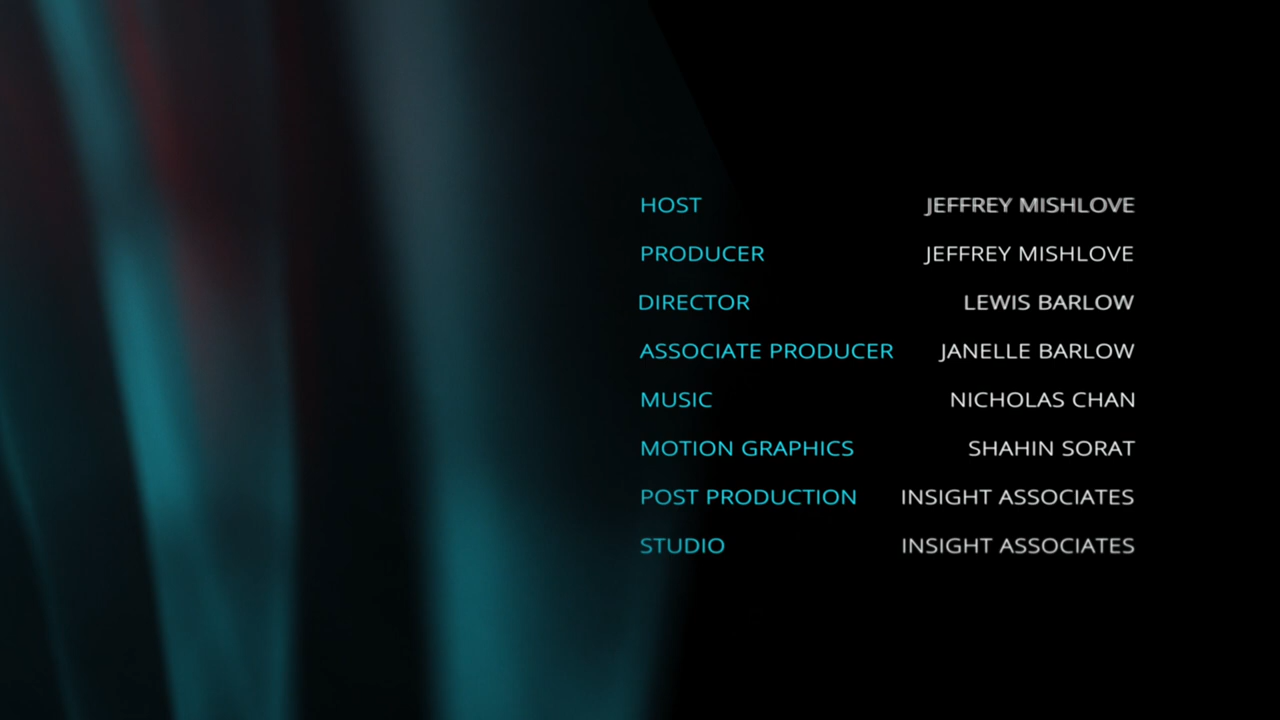 HOST JEFFREY MISHLOVE
PRODUCER JEFFREY MISHLOVE
DIRECTOR LEWIS BARLOW
ASSOCIATE PRODUCER JANELLE BARLOW
MUSIC NICHOLAS CHAN
MOTION GRAPHICS SHAHIN SORAT
POST PRODUCTION INSIGHT ASSOCIATES
STUDIO INSIGHT ASSOCIATES